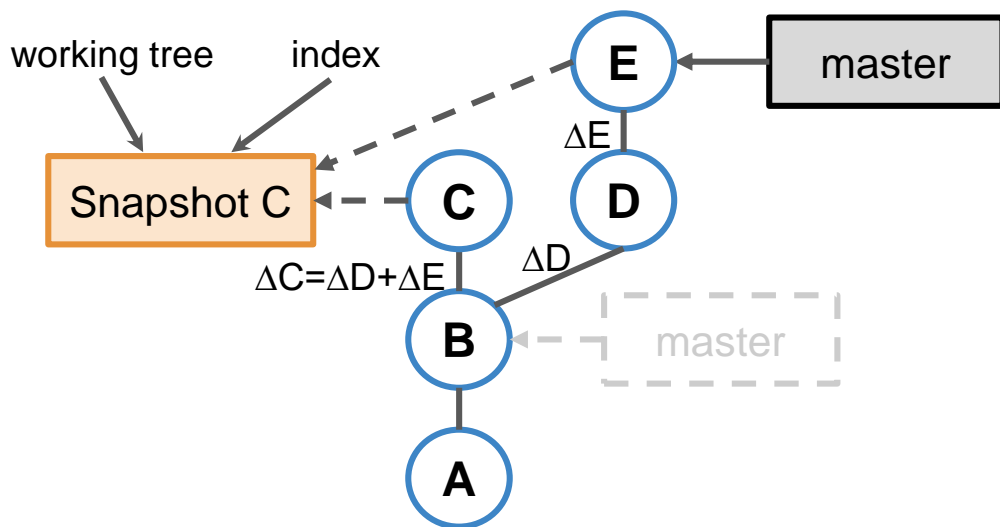 working tree
index
E
master
ΔE
Snapshot C
C
D
ΔC=ΔD+ΔE
ΔD
B
master
A